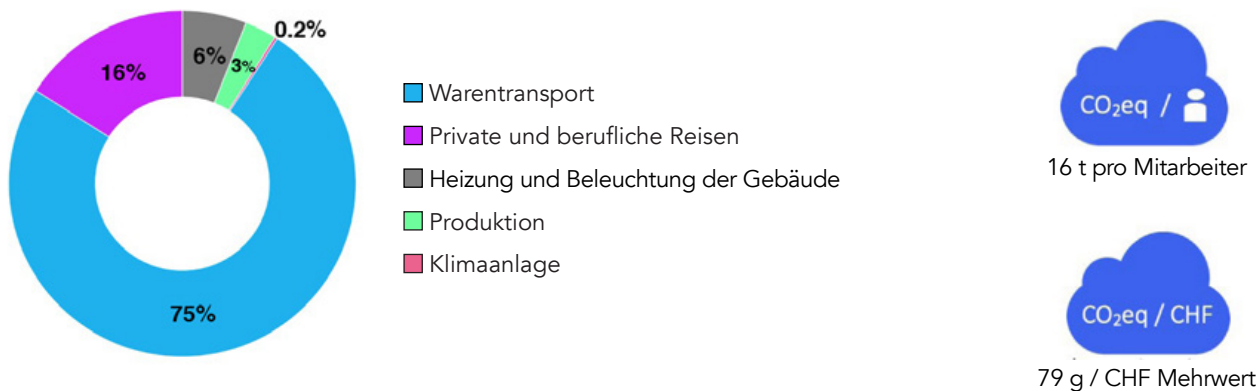 0.2%
6%
3%
16%
75%
Warentransport
Private und berufliche Reisen
Heizung und Beleuchtung der Gebäude
Produktion
Klimaanlage
CO₂eq /
16 t pro Mitarbeiter
CO₂eq / CHF
79 g / CHF Mehrwert